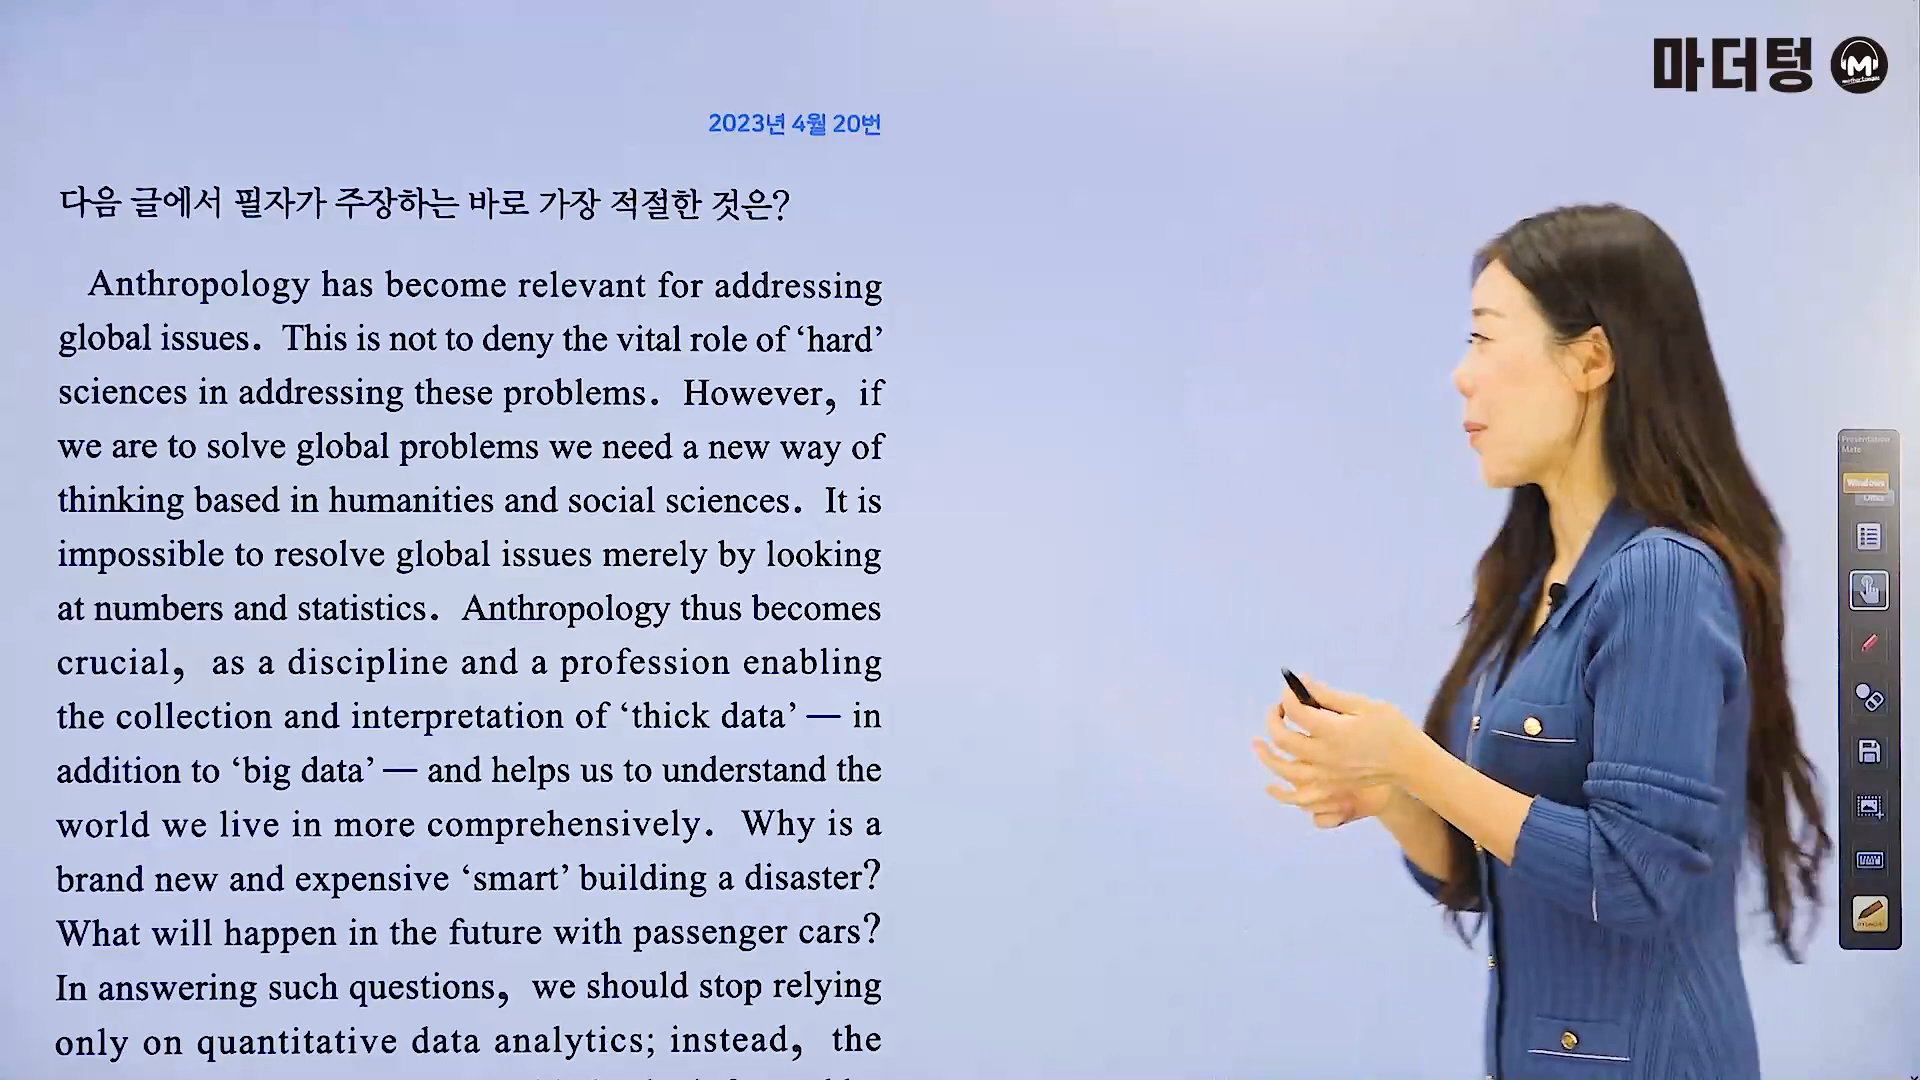 마더텅
M
2023년 4월 20번
다음 글에서 필자가 주장하는 바로 가장 적절한 것은?
Anthropology has become relevant for addressing
global issues. This is not to deny the vital role of ‘hard’
sciences in addressing these problems. However, if
we are to solve global problems we need a new way of
thinking based in humanities and social sciences. It is
impossible to resolve global issues merely by looking
at numbers and statistics. Anthropology thus becomes
crucial, as a discipline and a profession enabling
the collection and interpretation of ‘thick data’ — in
addition to ‘big data’ — and helps us to understand the
world we live in more comprehensively. Why is a
brand new and expensive ‘smart’ building a disaster?
What will happen in the future with passenger cars?
In answering such questions, we should stop relying
only on quantitative data analytics; instead, the
Presentation
Mate
Windows
Office